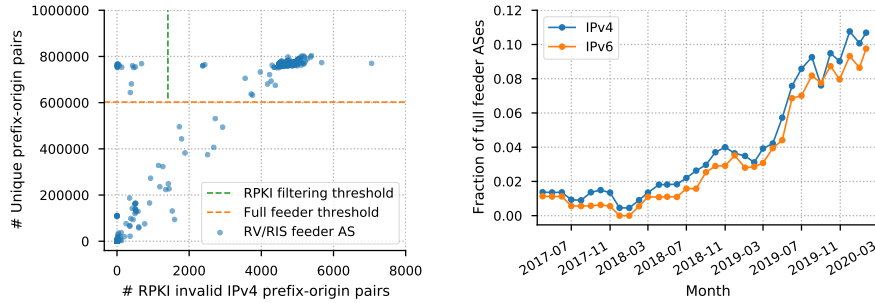 1000000
800000
600000
400000
200000
0
# Unique prefix-origin pairs
RPKI filtering threshold
Full feeder threshold
RV/RIS feeder AS
0 2000 4000 6000 8000
# RPKI invalid IPv4 prefix-origin pairs
0.12
0.10
0.08
0.06
0.04
0.02
0.00
Fraction of full feeder ASes
IPv4
IPv6
2017-07 2017-11 2018-03 2018-07 2018-11 2019-03 2019-07 2019-11 2020-03
Month